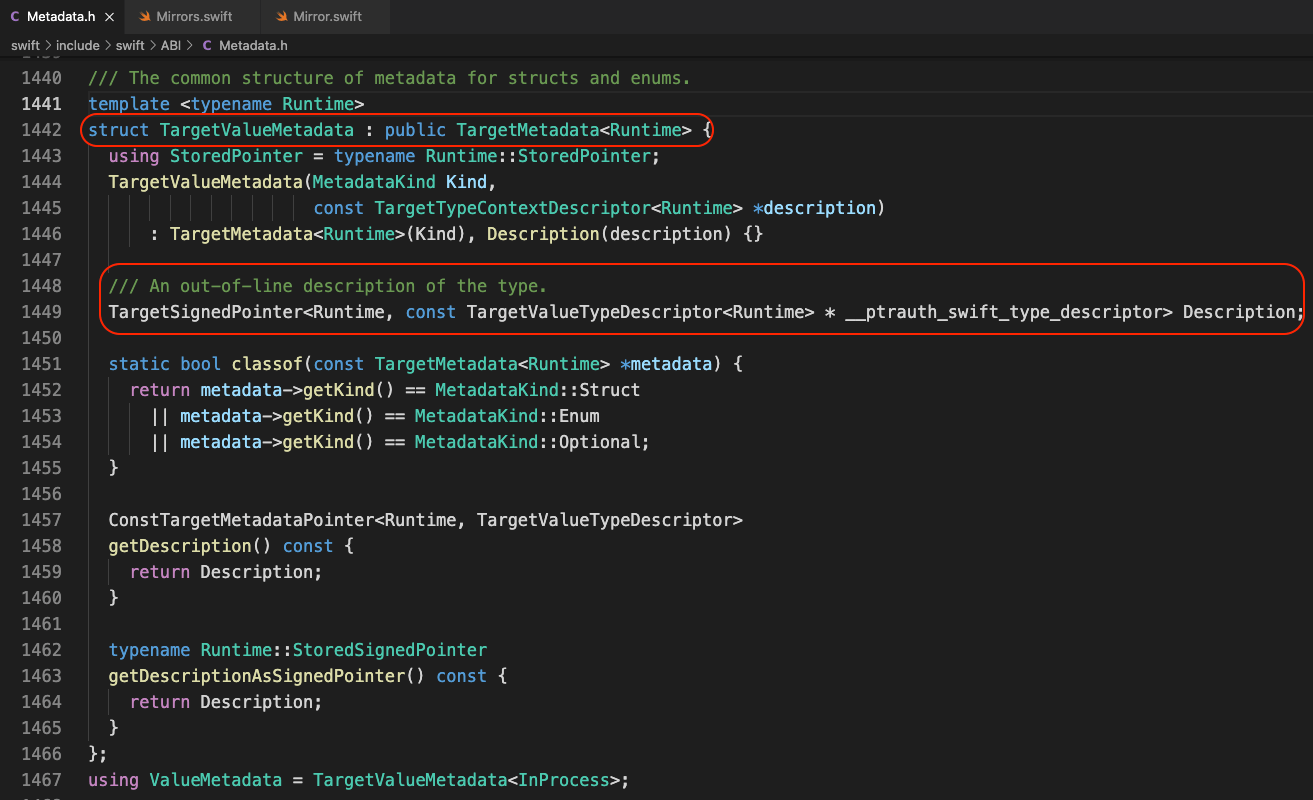 C Metadata.h × Mirrors.swift Mirror.swift
swift > include > swift > ABI > C Metadata.h
1440 /// The common structure of metadata for structs and enums.
1441 template <typename Runtime>
1442 struct TargetValueMetadata : public TargetMetadata<Runtime> {
1443   using StoredPointer = typename Runtime::StoredPointer;
1444   TargetValueMetadata(MetadataKind Kind,
1445                       const TargetTypeContextDescriptor<Runtime> *description)
1446       : TargetMetadata<Runtime>(Kind), Description(description) {}
1447
1448   /// An out-of-line description of the type.
1449   TargetSignedPointer<Runtime, const TargetValueTypeDescriptor<Runtime> * __ptrauth_swift_type_descriptor> Description;
1450
1451   static bool classof(const TargetMetadata<Runtime> *metadata) {
1452     return metadata->getKind() == MetadataKind::Struct
1453       || metadata->getKind() == MetadataKind::Enum
1454       || metadata->getKind() == MetadataKind::Optional;
1455   }
1456
1457   ConstTargetMetadataPointer<Runtime, TargetValueTypeDescriptor>
1458   getDescription() const {
1459     return Description;
1460   }
1461
1462   typename Runtime::StoredSignedPointer
1463   getDescriptionAsSignedPointer() const {
1464     return Description;
1465   }
1466 };
1467 using ValueMetadata = TargetValueMetadata<InProcess>;